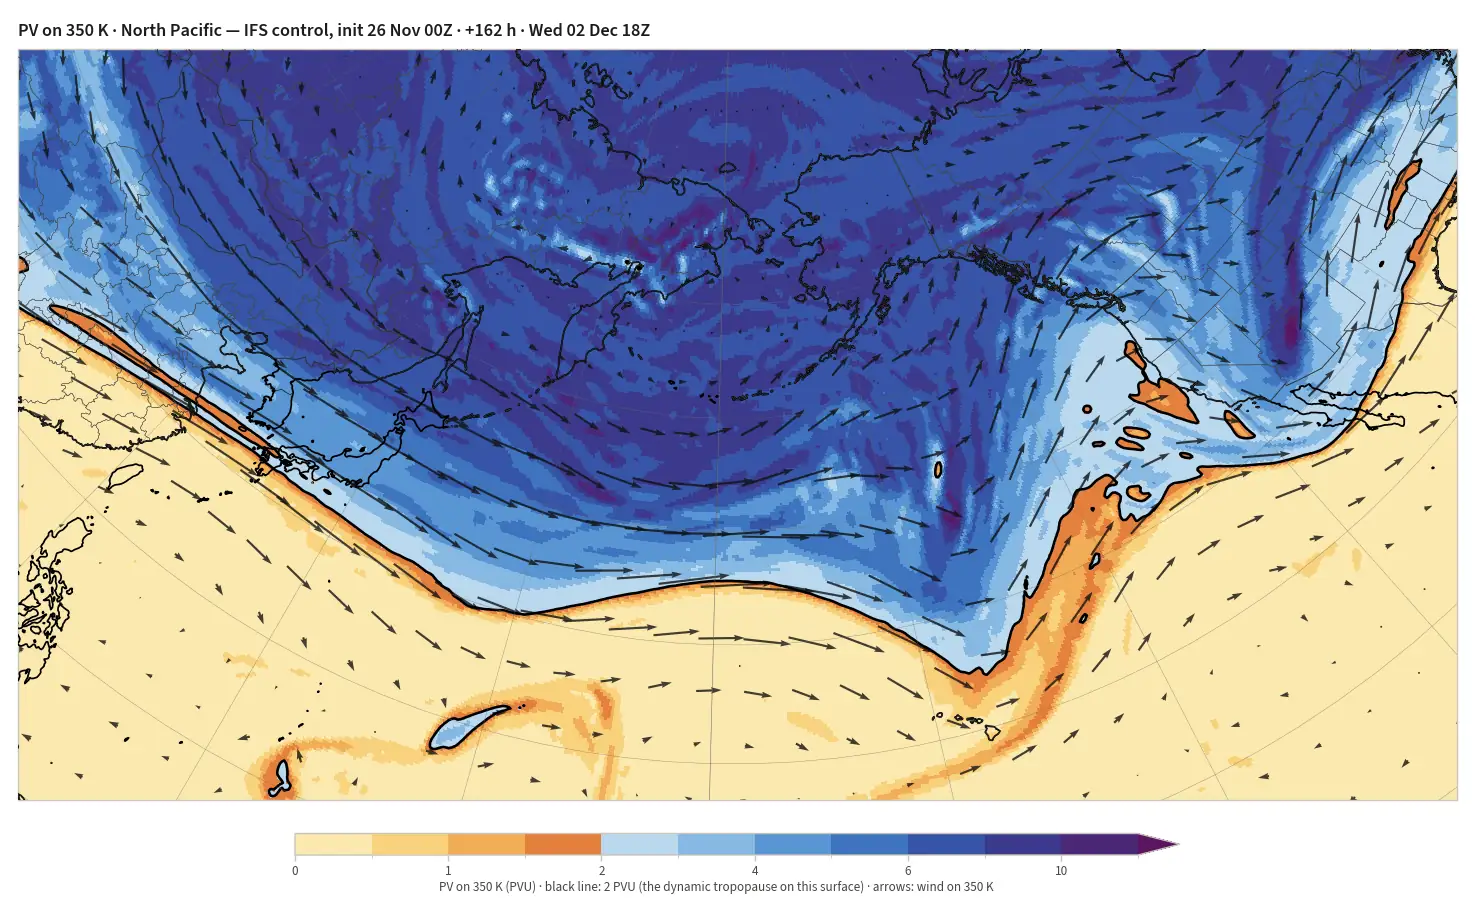 PV on 350 K · North Pacific — IFS control, init 26 Nov 00Z · +162 h · Wed 02 Dec 18Z
0 1 2 4 6 10
PV on 350 K (PVU) · black line: 2 PVU (the dynamic tropopause on this surface) · arrows: wind on 350 K